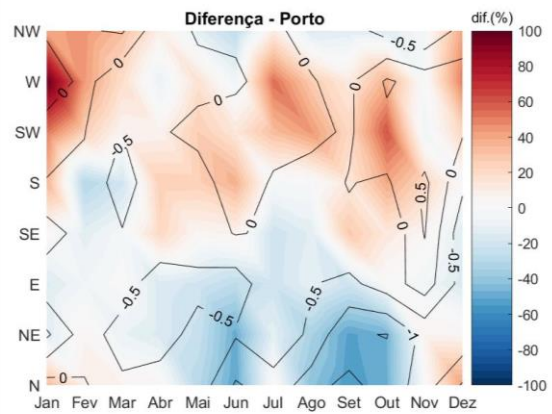 Diferença - Porto
dif.(%)
NW
W
SW
S
SE
E
NE
N
Jan Fev Mar Abr Mai Jun Jul Ago Set Out Nov Dez
100
80
60
40
20
0
-20
-40
-60
-80
-100
0
0
0
-0.5
0
0
-0.5
0
0.5
0
-0.5
0
-0.5
-0.5
-0.5
-1
0